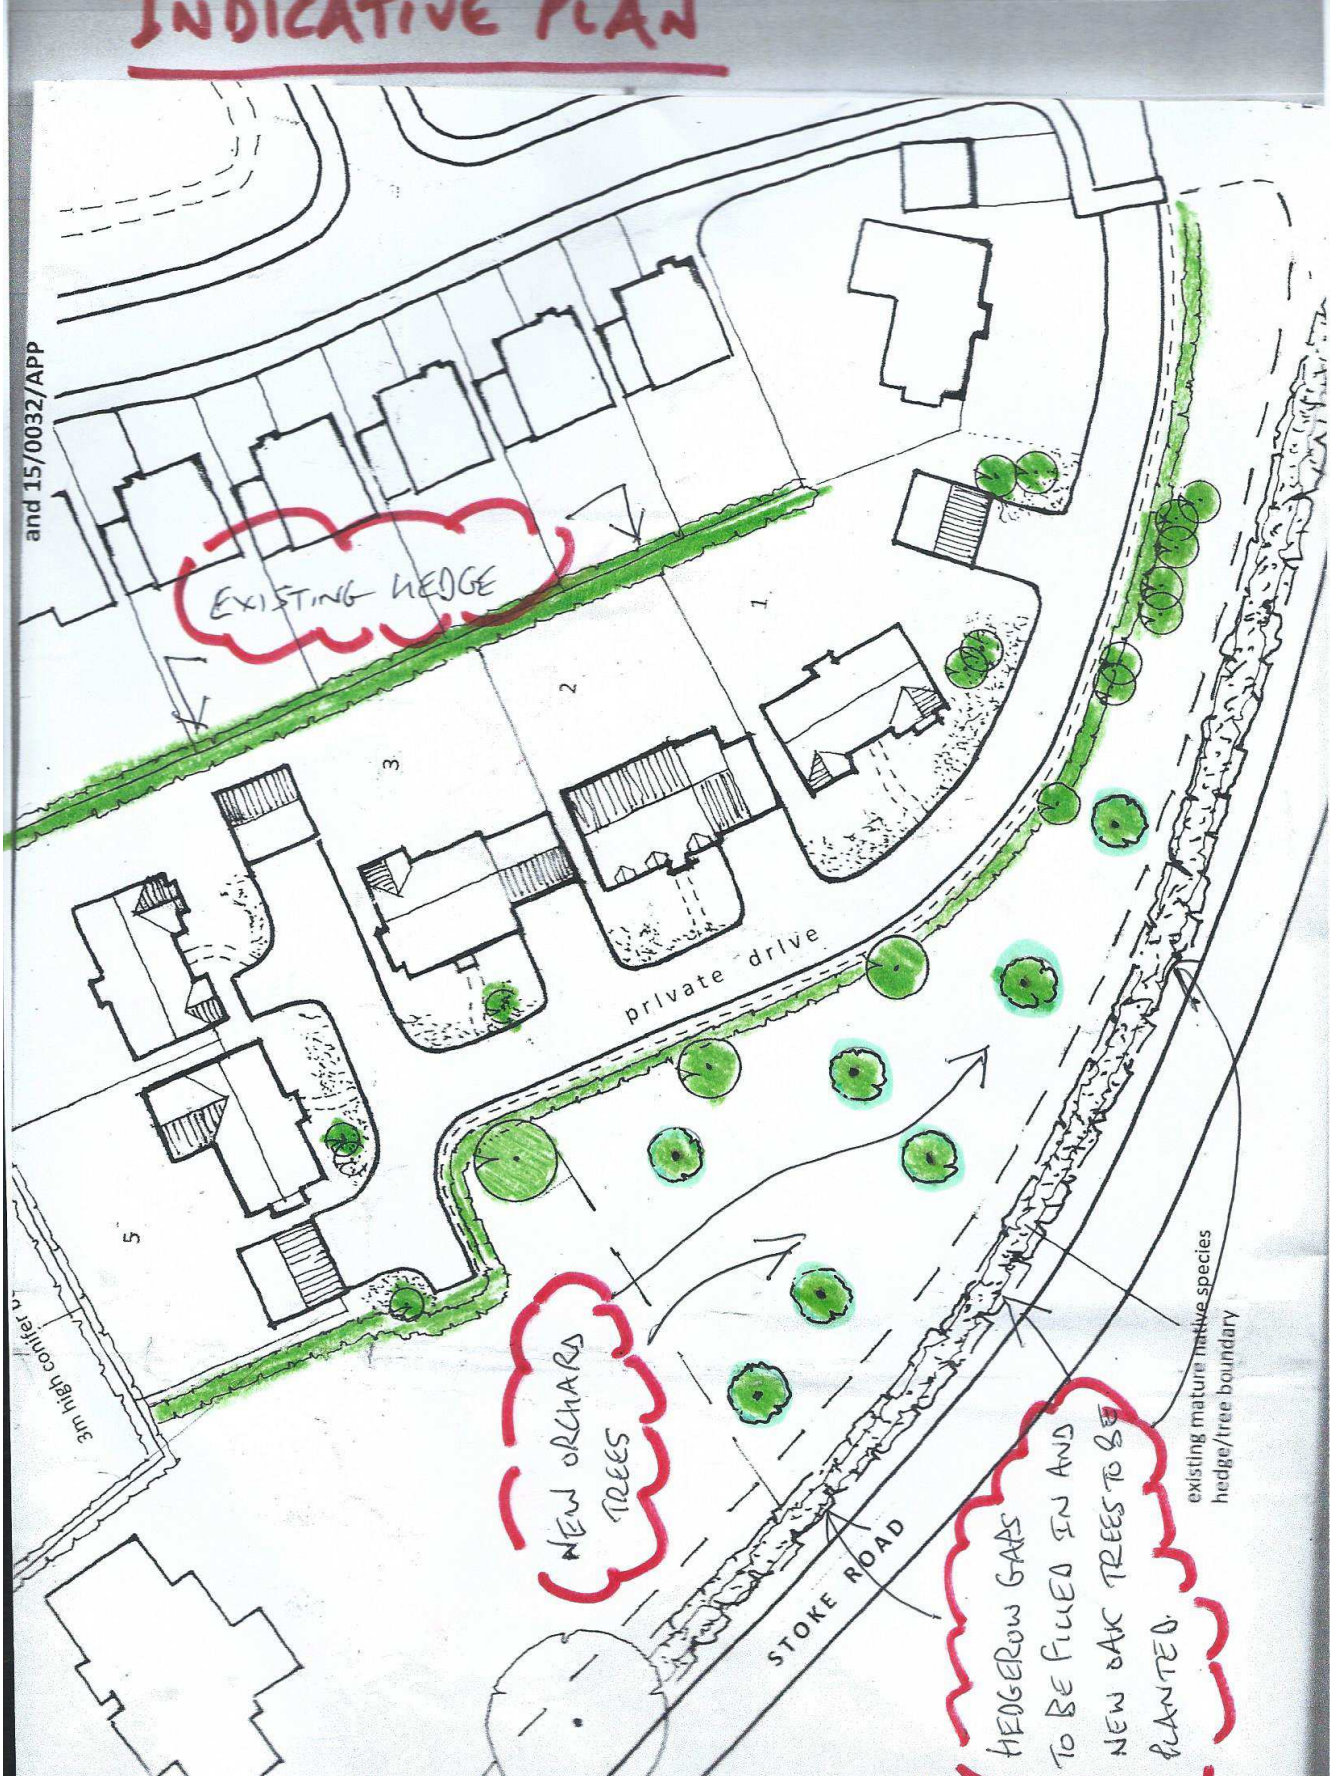 INDICATIVE PLAN
and 15/0032/APP
EXISTING HEDGE
1
2
3
5
private drive
3m high conifer
NEW ORCHARD
TREES
STOKE ROAD
existing mature native species
hedge/tree boundary
HEDGEROW GAPS
TO BE FILLED IN AND
NEW OAK TREES TO BE
PLANTED.